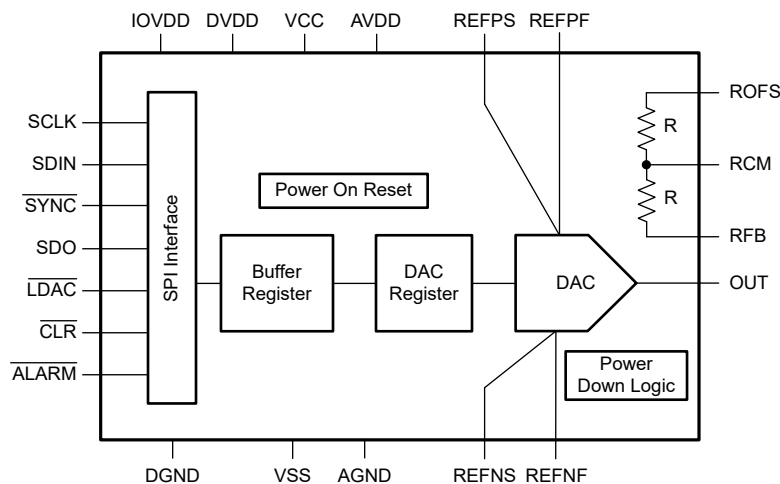 IOVDD DVDD VCC AVDD REFPS REFPF
ROFS
SCLK
R
SDIN
RCM
Power On Reset
SYNC
R
RFB
SDO
SPI Interface
Buffer
Register
DAC
Register
DAC
OUT
LDAC
CLR
Power
Down Logic
ALARM
DGND VSS AGND REFNS REFNF